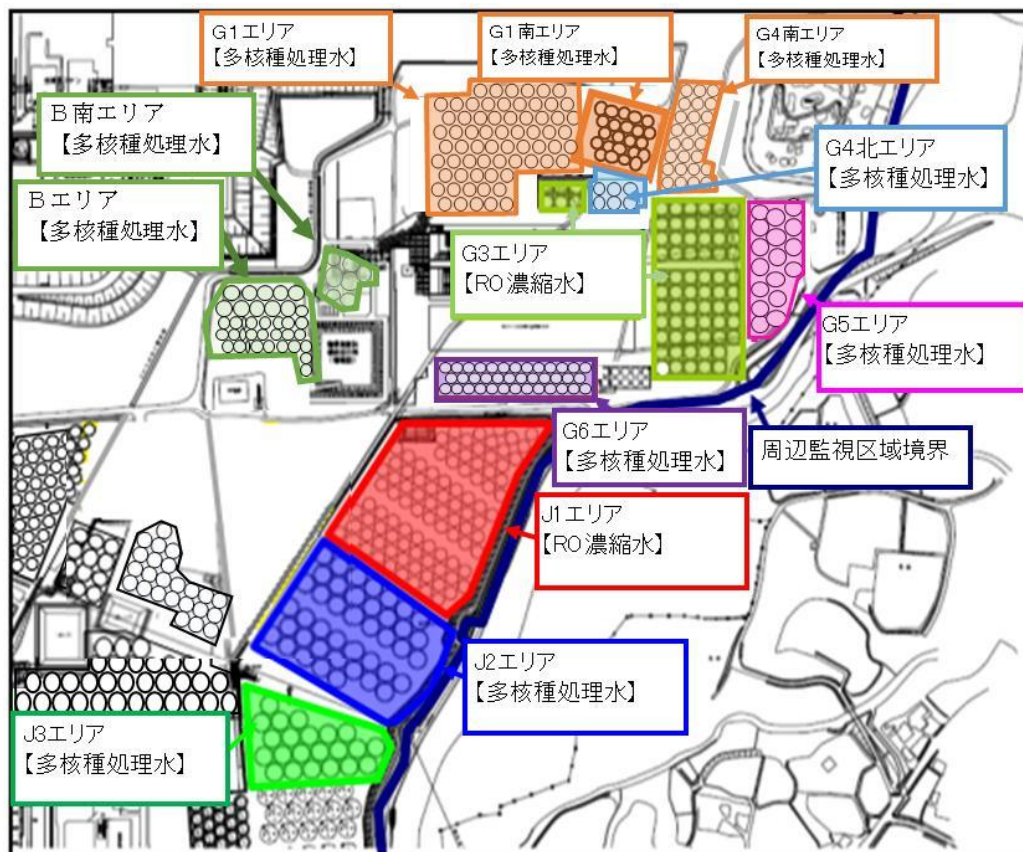 G1エリア
【多核種処理水】
G1南エリア
【多核種処理水】
G4南エリア
【多核種処理水】
B南エリア
【多核種処理水】
G4北エリア
【多核種処理水】
Bエリア
【多核種処理水】
G3エリア
【RO濃縮水】
G5エリア
【多核種処理水】
G6エリア
【多核種処理水】
周辺監視区域境界
J1エリア
【RO濃縮水】
J2エリア
【多核種処理水】
J3エリア
【多核種処理水】